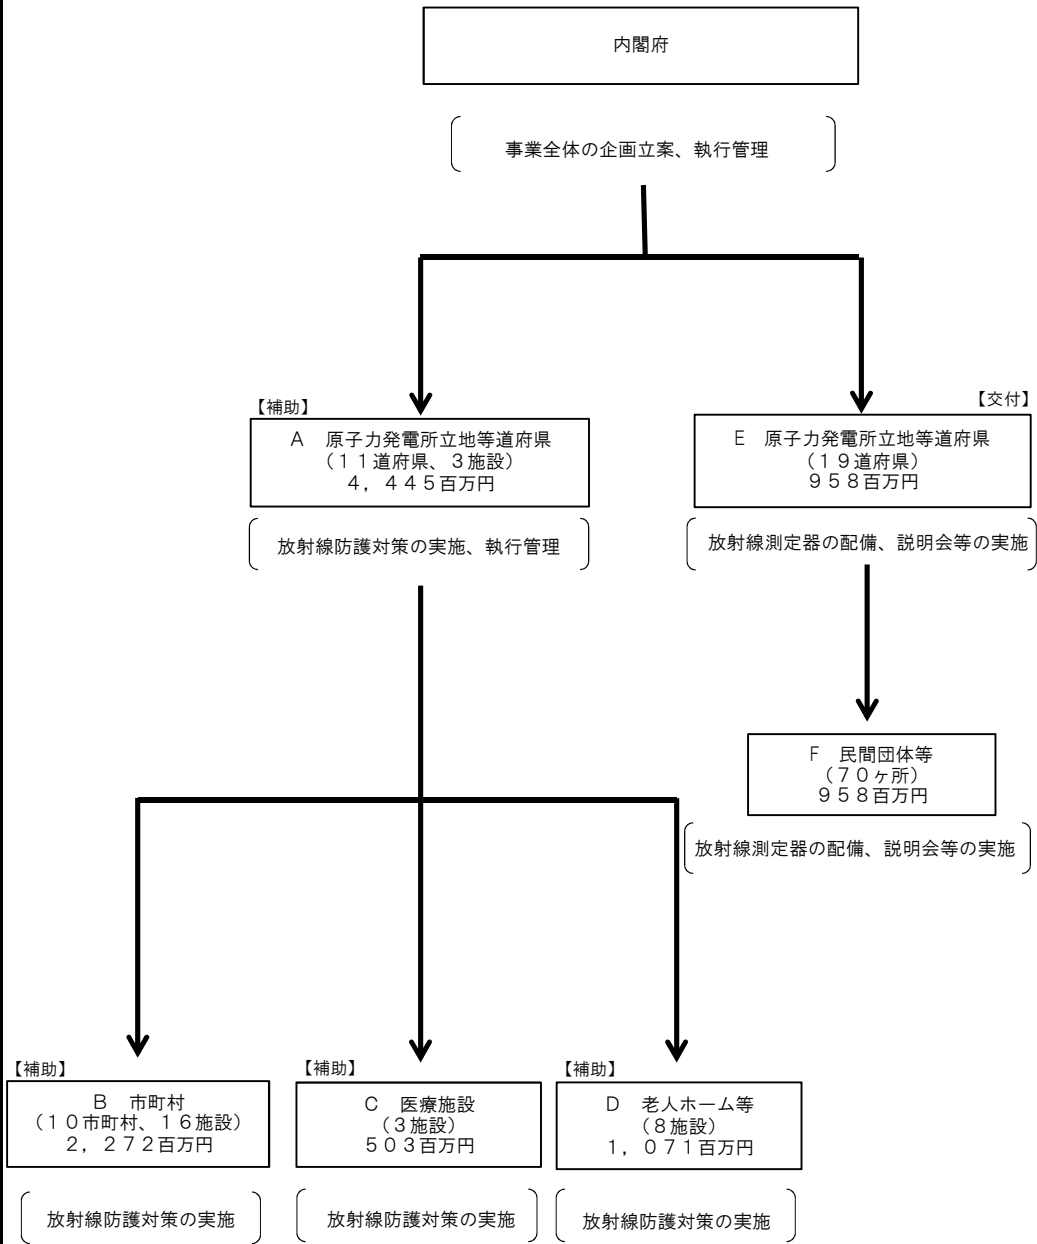 内閣府
事業全体の企画立案、執行管理
【補助】
A　原子力発電所立地等道府県
（１１道府県、３施設）
４，４４５百万円
放射線防護対策の実施、執行管理
【交付】
E　原子力発電所立地等道府県
（１９道府県）
９５８百万円
放射線測定器の配備、説明会等の実施
F　民間団体等
（７０ヶ所）
９５８百万円
放射線測定器の配備、説明会等の実施
【補助】
B　市町村
（１０市町村、１６施設）
２，２７２百万円
放射線防護対策の実施
【補助】
C　医療施設
（３施設）
５０３百万円
放射線防護対策の実施
【補助】
D　老人ホーム等
（８施設）
１，０７１百万円
放射線防護対策の実施